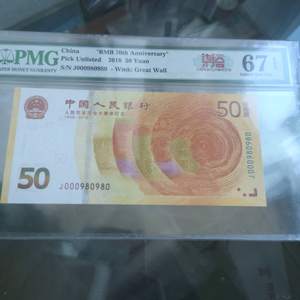 PMG
China "RMB 70th Anniversary"
Pick Unlisted 2018 50 Yuan
S/N J000980980 - Wmk: Great Wall
67
中国人民银行
50
50
J000980980
J000980980